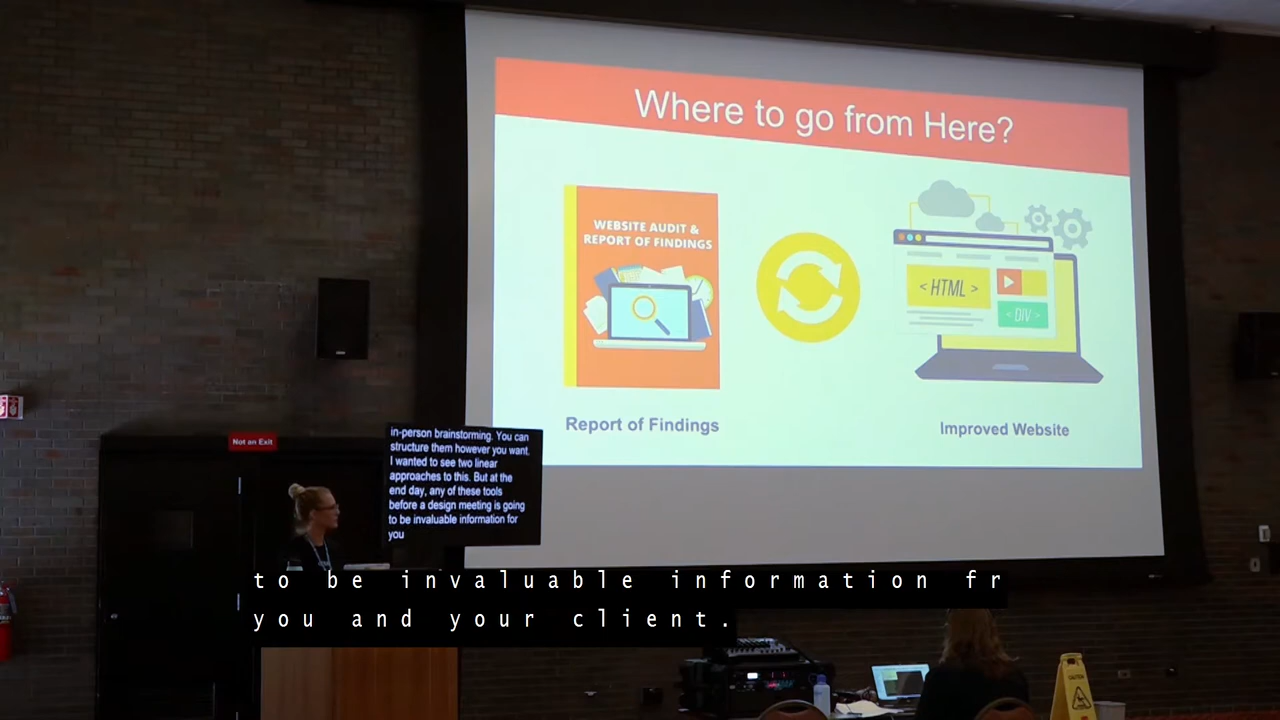 Where to go from Here?
WEBSITE AUDIT &
REPORT OF FINDINGS
< HTML >
< DIV >
Report of Findings
Improved Website
Not an Exit
in-person brainstorming. You can
structure them however you want.
I wanted to see two linear
approaches to this. But at the
end day, any of these tools
before a design meeting is going
to be invaluable information for
you
to be invaluable information fr
you and your client.
CAUTION